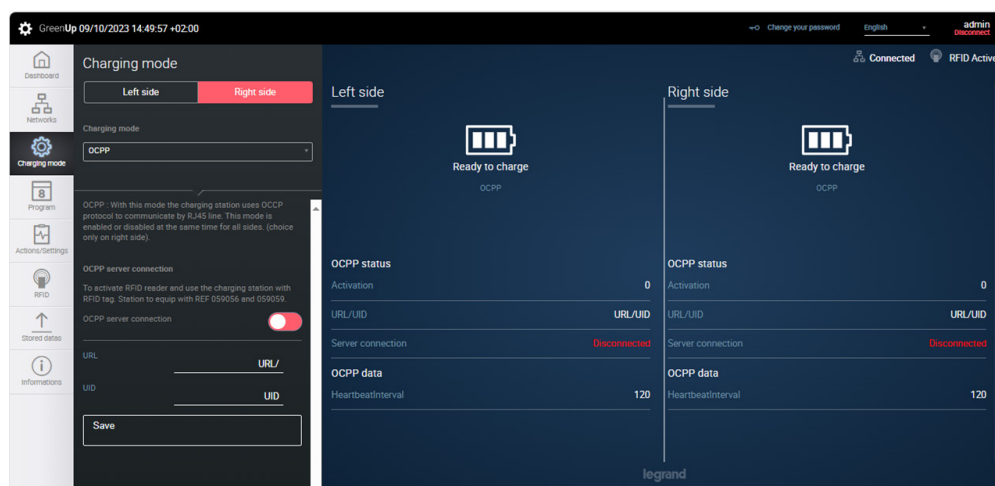 GreenUp 09/10/2023 14:49:57 +02:00
Change your password
English
admin
Disconnect
Dashboard
Networks
Charging mode
8
Program
Actions/Settings
RFID
Stored datas
Informations
Charging mode
Left side
Right side
Charging mode
OCPP
OCPP : With this mode the charging station uses OCCP
protocol to communicate by RJ45 line. This mode is
enabled or disabled at the same time for all sides. (choice
only on right side).
OCPP server connection
To activate RFID reader and use the charging station with
RFID tag. Station to equip with REF 059056 and 059059.
OCPP server connection
URL
URL/
UID
UID
Save
Connected
RFID Active
Left side
Ready to charge
OCPP
OCPP status
Activation 0
URL/UID URL/UID
Server connection Disconnected
OCPP data
HeartbeatInterval 120
Right side
Ready to charge
OCPP
OCPP status
Activation 0
URL/UID URL/UID
Server connection Disconnected
OCPP data
HeartbeatInterval 120
legrand